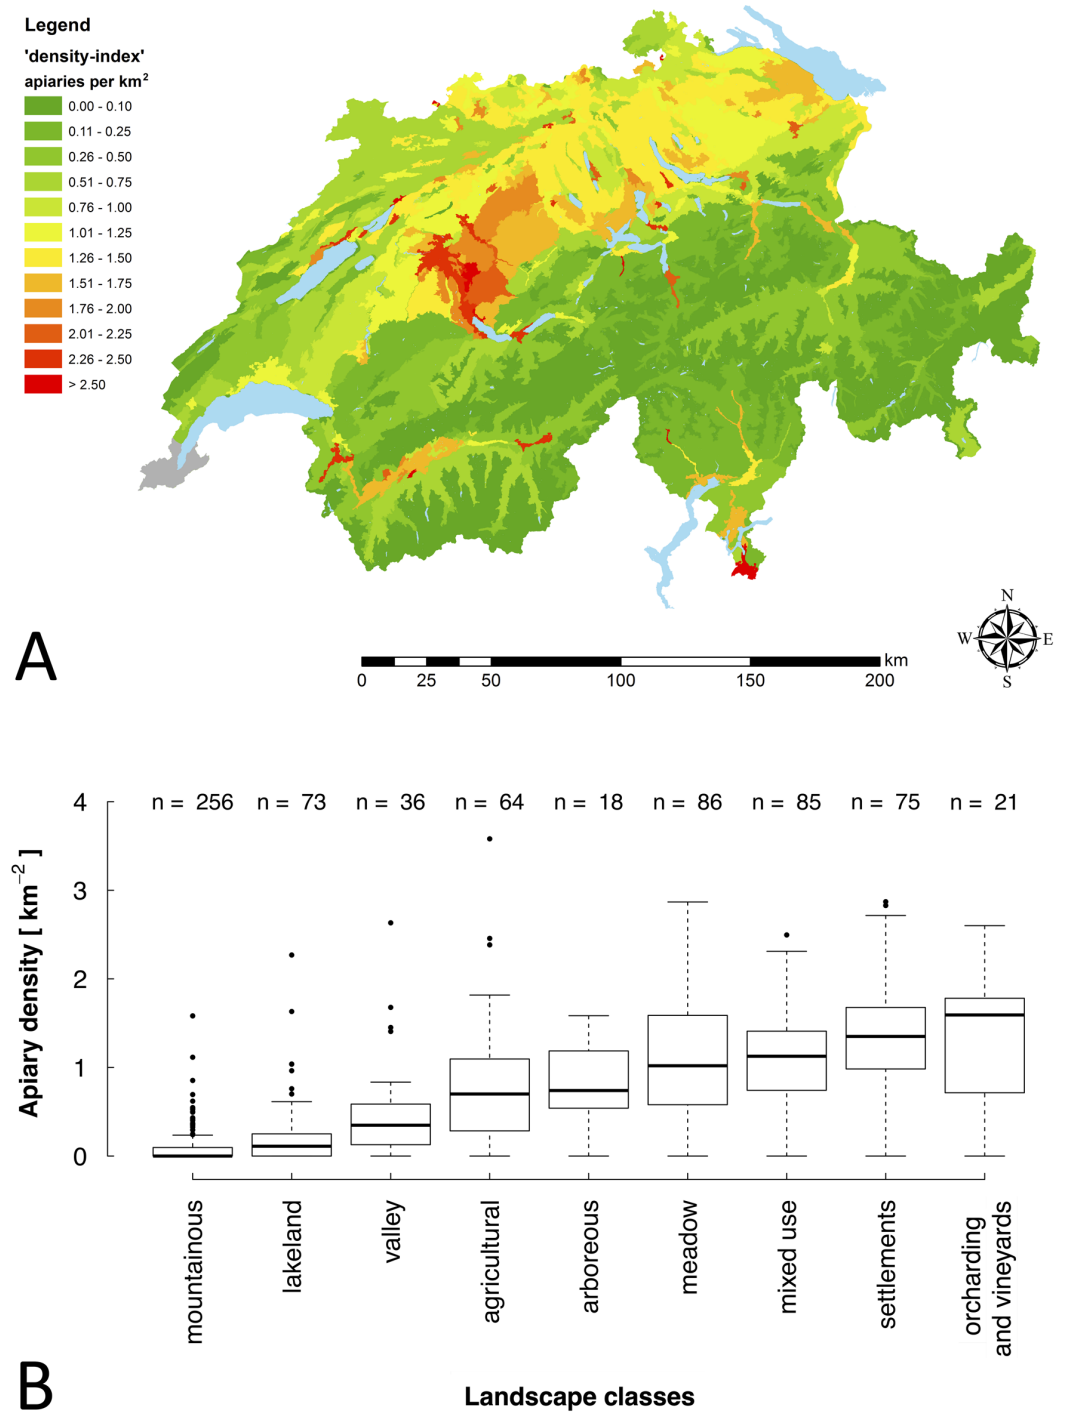 Legend
'density-index'
apiaries per km²
0.00 - 0.10
0.11 - 0.25
0.26 - 0.50
0.51 - 0.75
0.76 - 1.00
1.01 - 1.25
1.26 - 1.50
1.51 - 1.75
1.76 - 2.00
2.01 - 2.25
2.26 - 2.50
> 2.50
N
W E
S
A
km
0 25 50 100 150 200
n = 256 n = 73 n = 36 n = 64 n = 18 n = 86 n = 85 n = 75 n = 21
4
3
2
1
0
Apiary density [ km⁻² ]
mountainous
lakeland
valley
agricultural
arboreous
meadow
mixed use
settlements
orcharding
and vineyards
B
Landscape classes